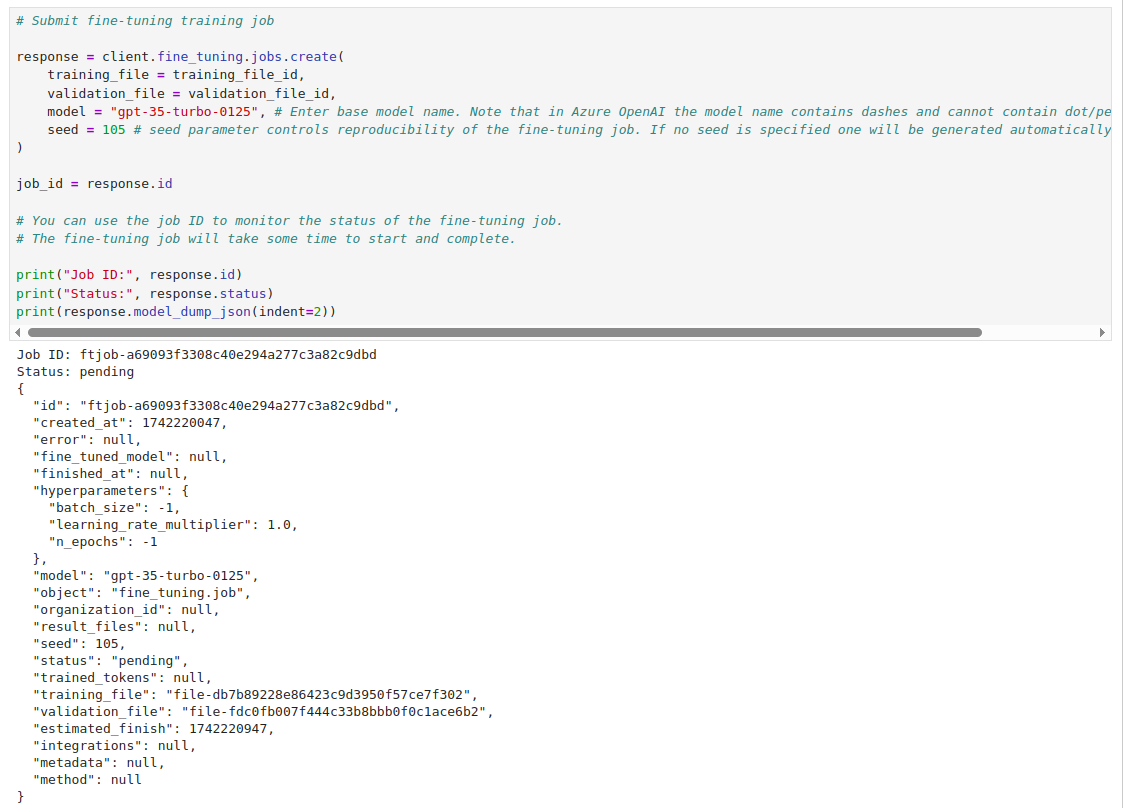 # Submit fine-tuning training job

response = client.fine_tuning.jobs.create(
    training_file = training_file_id,
    validation_file = validation_file_id,
    model = "gpt-35-turbo-0125", # Enter base model name. Note that in Azure OpenAI the model name contains dashes and cannot contain dot/pe
    seed = 105 # seed parameter controls reproducibility of the fine-tuning job. If no seed is specified one will be generated automatically
)

job_id = response.id

# You can use the job ID to monitor the status of the fine-tuning job.
# The fine-tuning job will take some time to start and complete.

print("Job ID:", response.id)
print("Status:", response.status)
print(response.model_dump_json(indent=2))
Job ID: ftjob-a69093f3308c40e294a277c3a82c9dbd
Status: pending
{
  "id": "ftjob-a69093f3308c40e294a277c3a82c9dbd",
  "created_at": 1742220047,
  "error": null,
  "fine_tuned_model": null,
  "finished_at": null,
  "hyperparameters": {
    "batch_size": -1,
    "learning_rate_multiplier": 1.0,
    "n_epochs": -1
  },
  "model": "gpt-35-turbo-0125",
  "object": "fine_tuning.job",
  "organization_id": null,
  "result_files": null,
  "seed": 105,
  "status": "pending",
  "trained_tokens": null,
  "training_file": "file-db7b89228e86423c9d3950f57ce7f302",
  "validation_file": "file-fdc0fb007f444c33b8bbb0f0c1ace6b2",
  "estimated_finish": 1742220947,
  "integrations": null,
  "metadata": null,
  "method": null
}